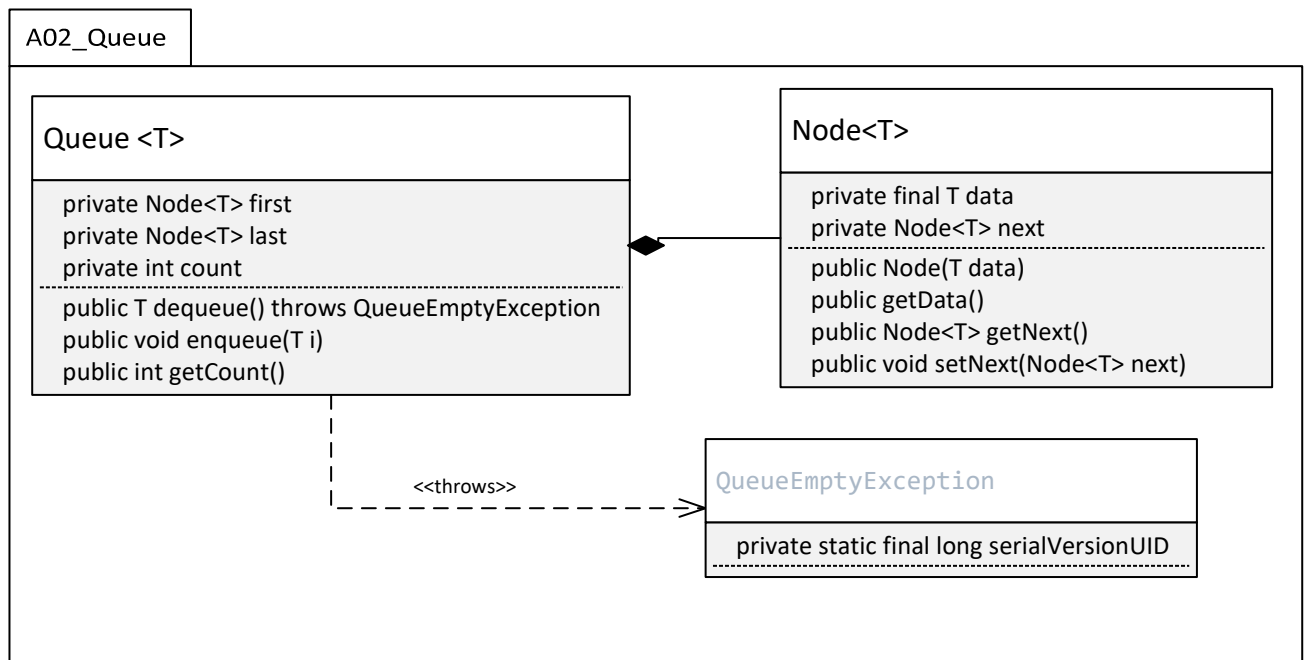 A02_Queue
Queue <T>
private Node<T> first
private Node<T> last
private int count
public T dequeue() throws QueueEmptyException
public void enqueue(T i)
public int getCount()
Node<T>
private final T data
private Node<T> next
public Node(T data)
public getData()
public Node<T> getNext()
public void setNext(Node<T> next)
<<throws>>
QueueEmptyException
private static final long serialVersionUID